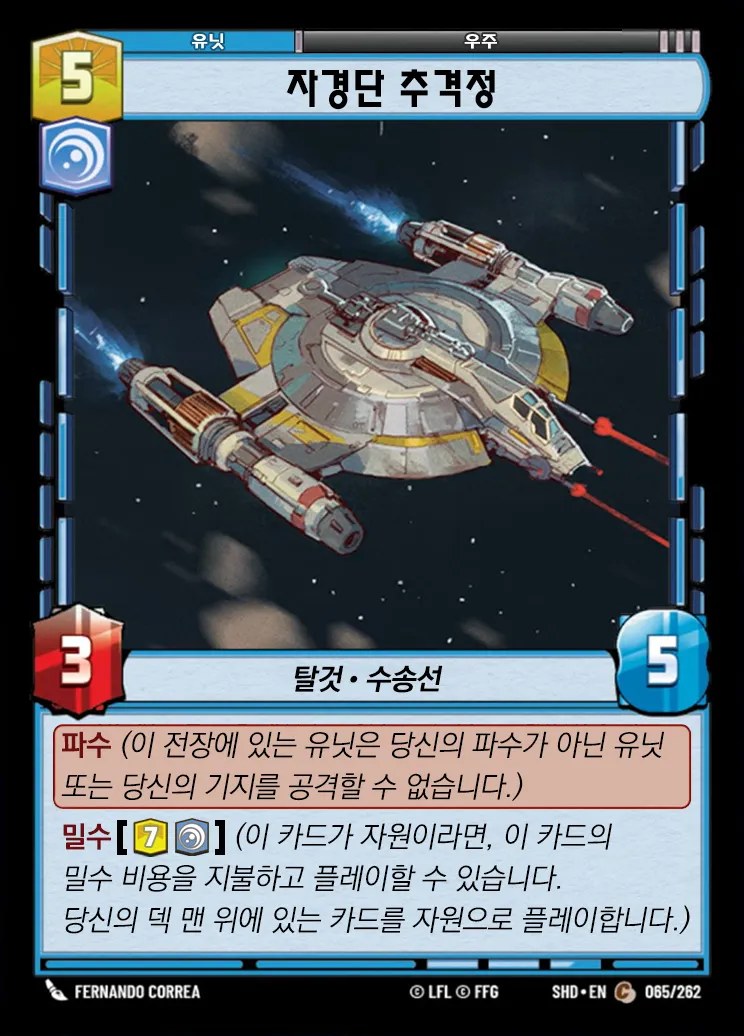 유닛
우주
5
자경단 추격정
3
탈것 • 수송선
5
파수 (이 전장에 있는 유닛은 당신의 파수가 아닌 유닛
또는 당신의 기지를 공격할 수 없습니다.)
밀수[7] (이 카드가 자원이라면, 이 카드의
밀수 비용을 지불하고 플레이할 수 있습니다.
당신의 덱 맨 위에 있는 카드를 자원으로 플레이합니다.)
FERNANDO CORREA
© LFL © FFG
SHD • EN C 065/262